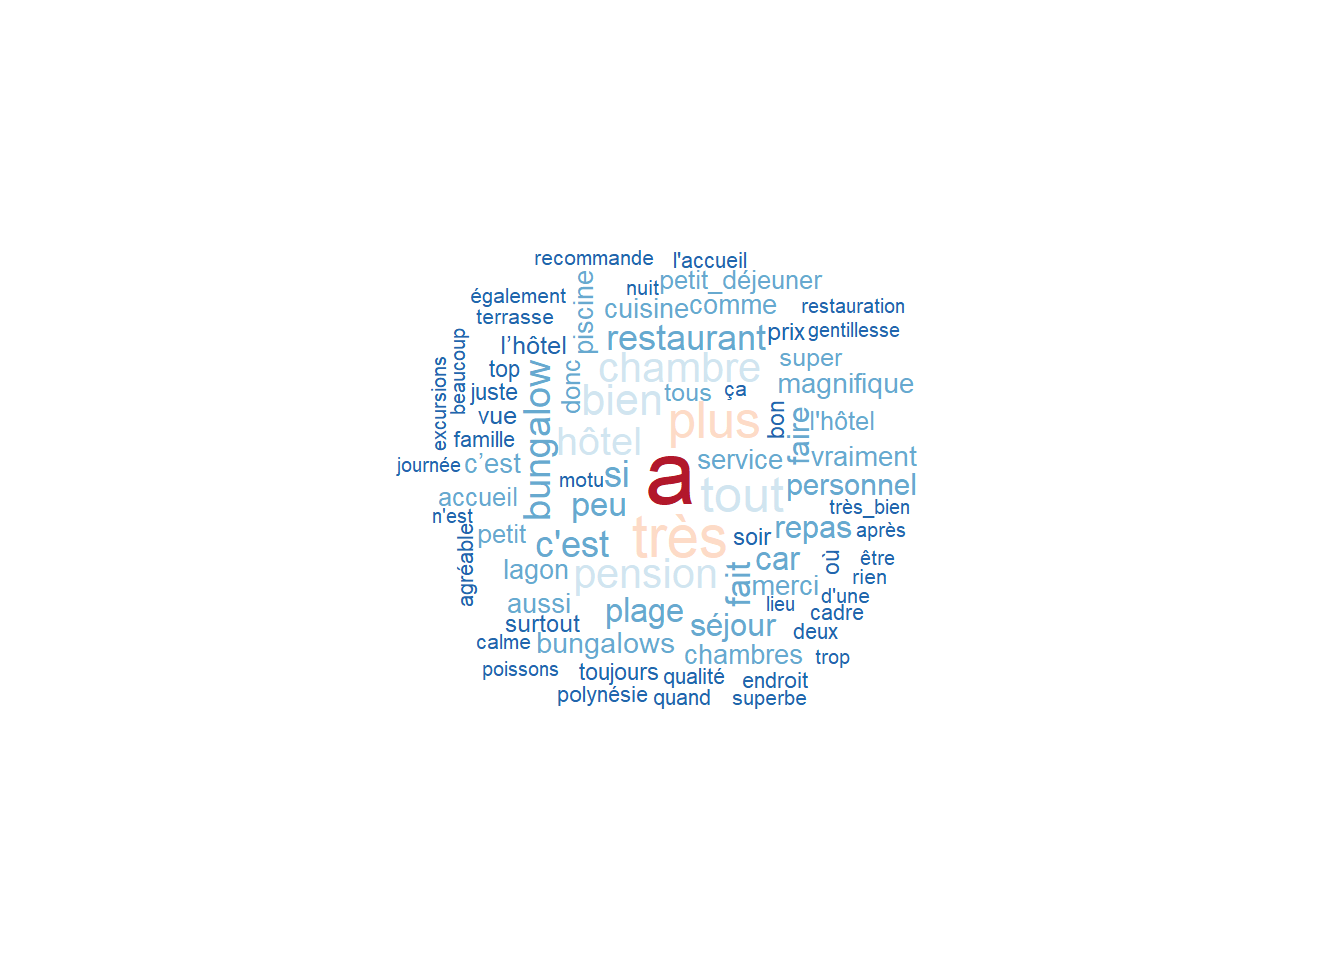 recommande
l'accueil
nuit
petit_déjeuner
également
piscine
cuisine
comme
restauration
terrasse
l’hôtel
restaurant
prix
gentillesse
beaucoup
excursions
top
chambre
super
juste
bungalow
donc
bien
tous
ça
magnifique
vue
plus
bon
faire
l'hôtel
famille
hôtel
journée
c’est
service
vraiment
motu
si
a
tout
personnel
accueil
peu
très_bien
n'est
agréable
petit
c'est
très
soir
repas
après
lagon
pension
fait
car
où
être
merci
rien
aussi
plage
lieu
d'une
surtout
séjour
cadre
calme
bungalows
chambres
deux
trop
poissons
toujours
qualité
endroit
polynésie
quand
superbe